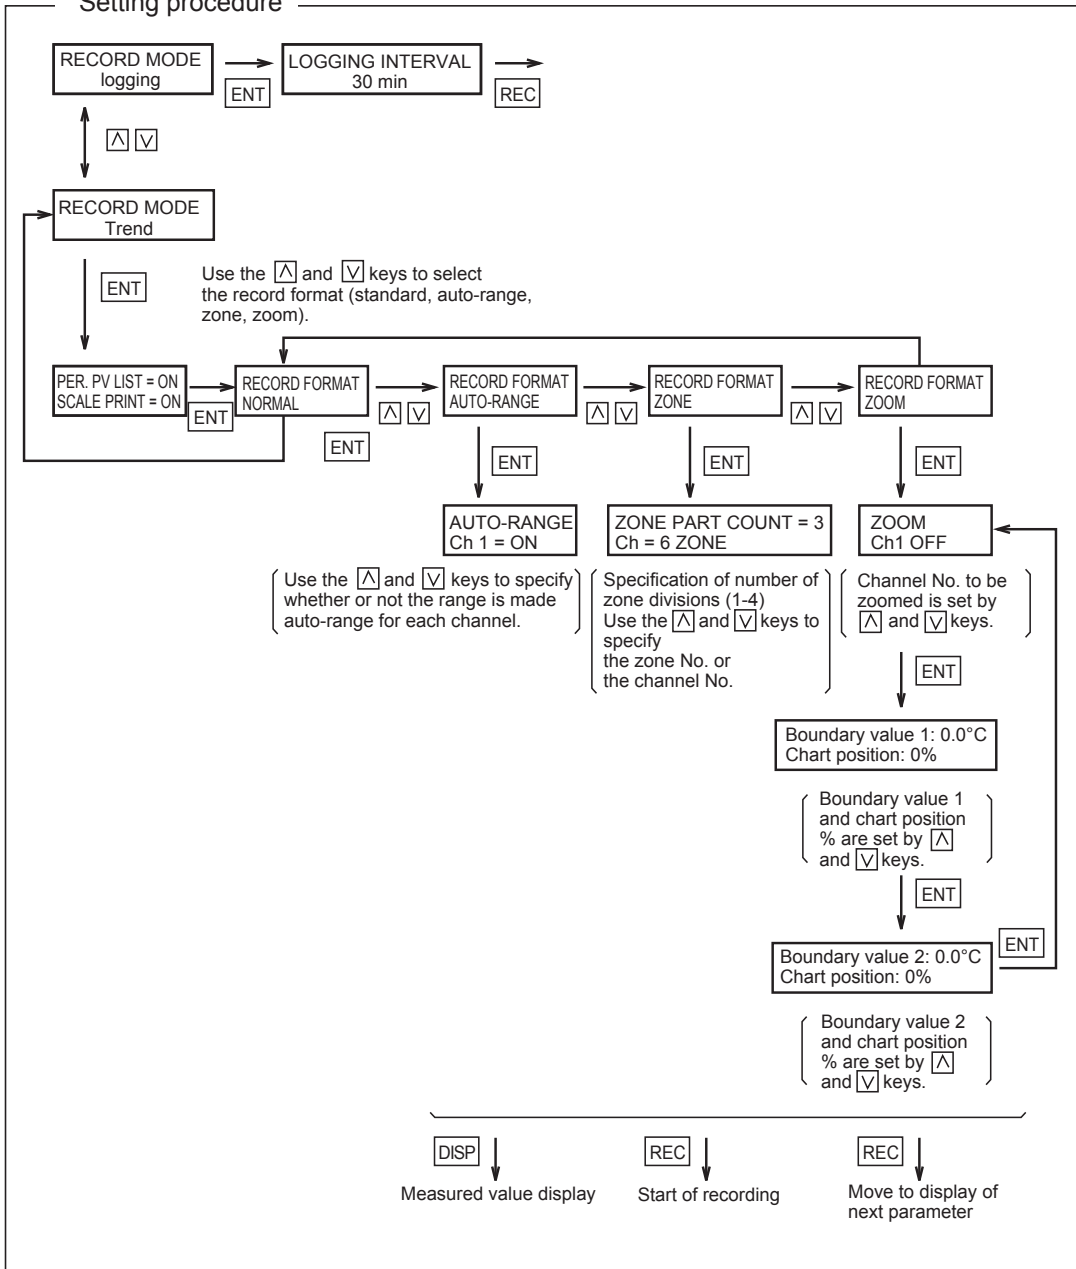 Setting procedure
RECORD MODE
logging
ENT
LOGGING INTERVAL
30 min
REC
∧ ∨
RECORD MODE
Trend
ENT
Use the ∧ and ∨ keys to select
the record format (standard, auto-range,
zone, zoom).
PER. PV LIST = ON
SCALE PRINT = ON
ENT
RECORD FORMAT
NORMAL
ENT
∧ ∨
RECORD FORMAT
AUTO-RANGE
∧ ∨
RECORD FORMAT
ZONE
∧ ∨
RECORD FORMAT
ZOOM
ENT
ENT
ENT
AUTO-RANGE
Ch 1 = ON
Use the ∧ and ∨ keys to specify
whether or not the range is made
auto-range for each channel.
ZONE PART COUNT = 3
Ch = 6 ZONE
Specification of number of
zone divisions (1-4)
Use the ∧ and ∨ keys to
specify
the zone No. or
the channel No.
ZOOM
Ch1 OFF
Channel No. to be
zoomed is set by
∧ and ∨ keys.
ENT
Boundary value 1: 0.0°C
Chart position: 0%
Boundary value 1
and chart position
% are set by ∧
and ∨ keys.
ENT
Boundary value 2: 0.0°C
Chart position: 0%
ENT
Boundary value 2
and chart position
% are set by ∧
and ∨ keys.
DISP
Measured value display
REC
Start of recording
REC
Move to display of
next parameter